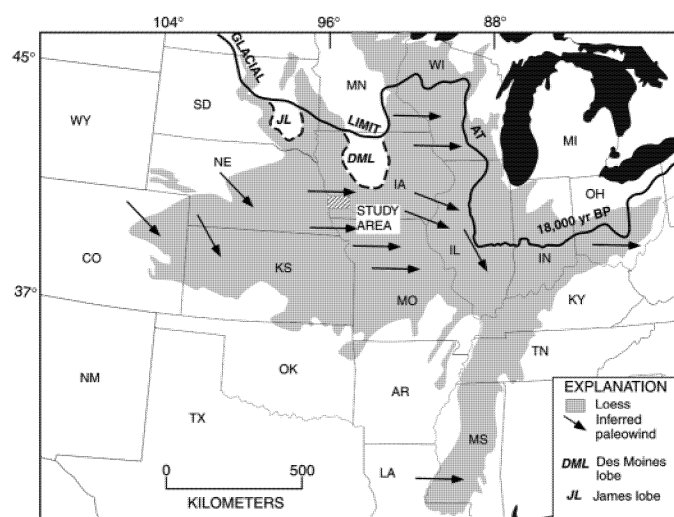 104° 96° 88°
45°
GLACIAL
LIMIT
AT
18,000 yr BP
WI
MN
SD
WY
JL
MI
DML
NE
IA
OH
STUDY
AREA
IL
IN
CO
KS
MO
KY
37°
TN
NM
OK
AR
TX
MS
LA
EXPLANATION
Loess
Inferred
paleowind
DML Des Moines
lobe
JL James lobe
0 500
KILOMETERS